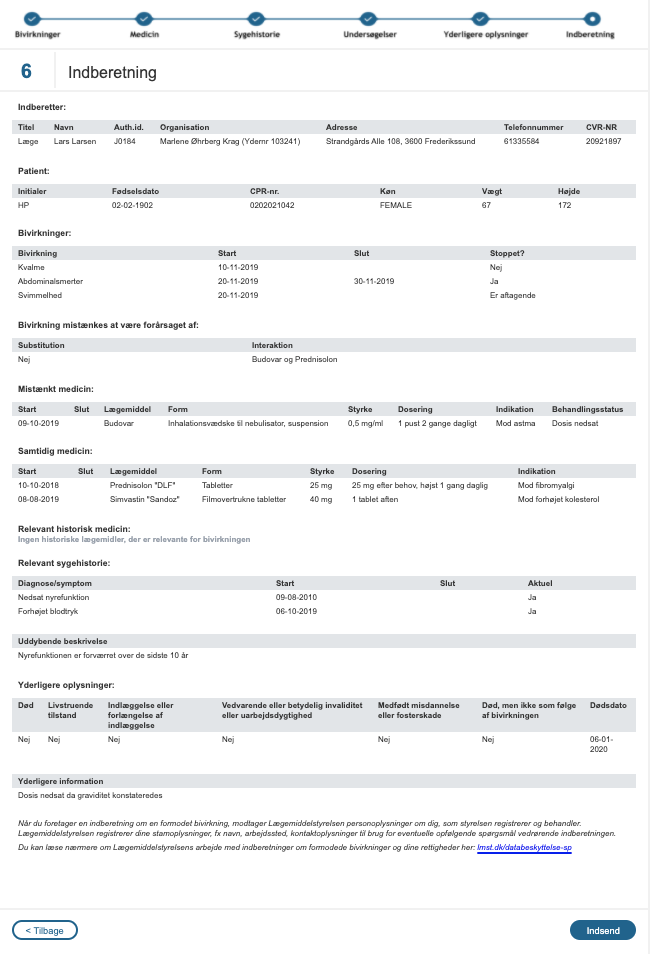 Bivirkninger Medicin Sygehistorie Undersøgelser Yderligere oplysninger Indberetning
6 Indberetning
Indberetter:
Titel Navn Auth.id. Organisation Adresse Telefonnummer CVR-NR
Læge Lars Larsen J0184 Marlene Øhrberg Krag (Ydernr 103241) Strandgårds Alle 108, 3600 Frederikssund 61335584 20921897
Patient:
Initialer Fødselsdato CPR-nr. Køn Vægt Højde
HP 02-02-1902 0202021042 FEMALE 67 172
Bivirkninger:
Bivirkning Start Slut Stoppet?
Kvalme 10-11-2019 Nej
Abdominalsmerter 20-11-2019 30-11-2019 Ja
Svimmelhed 20-11-2019 Er aftagende
Bivirkning mistænkes at være forårsaget af:
Substitution Interaktion
Nej Budovar og Prednisolon
Mistænkt medicin:
Start Slut Lægemiddel Form Styrke Dosering Indikation Behandlingsstatus
09-10-2019 Budovar Inhalationsvædske til nebulisator, suspension 0,5 mg/ml 1 pust 2 gange dagligt Mod astma Dosis nedsat
Samtidig medicin:
Start Slut Lægemiddel Form Styrke Dosering Indikation
10-10-2018 Prednisolon "DLF" Tabletter 25 mg 25 mg efter behov, højst 1 gang daglig Mod fibromyalgi
08-08-2019 Simvastin "Sandoz" Filmovertrukne tabletter 40 mg 1 tablet aften Mod forhøjet kolesterol
Relevant historisk medicin:
Ingen historiske lægemidler, der er relevante for bivirkningen
Relevant sygehistorie:
Diagnose/symptom Start Slut Aktuel
Nedsat nyrefunktion 09-08-2010 Ja
Forhøjet blodtryk 06-10-2019 Ja
Uddybende beskrivelse
Nyrefunktionen er forværret over de sidste 10 år
Yderligere oplysninger:
Død Livstruende Indlæggelse eller Vedvarende eller betydelig invaliditet Medfødt misdannelse Død, men ikke som følge Dødsdato
tilstand forlængelse af eller uarbejdsdygtighed eller fosterskade af bivirkningen
indlæggelse
Nej Nej Nej Nej Nej Nej 06-01-
2020
Yderligere information
Dosis nedsat da graviditet konstateredes
Når du foretager en indberetning om en formodet bivirkning, modtager Lægemiddelstyrelsen personoplysninger om dig, som styrelsen registrerer og behandler.
Lægemiddelstyrelsen registrerer dine stamoplysninger, fx navn, arbejdssted, kontaktoplysninger til brug for eventuelle opfølgende spørgsmål vedrørende indberetningen.
Du kan læse nærmere om Lægemiddelstyrelsens arbejde med indberetninger om formodede bivirkninger og dine rettigheder her: lmst.dk/databeskyttelse-sp
< Tilbage Indsend